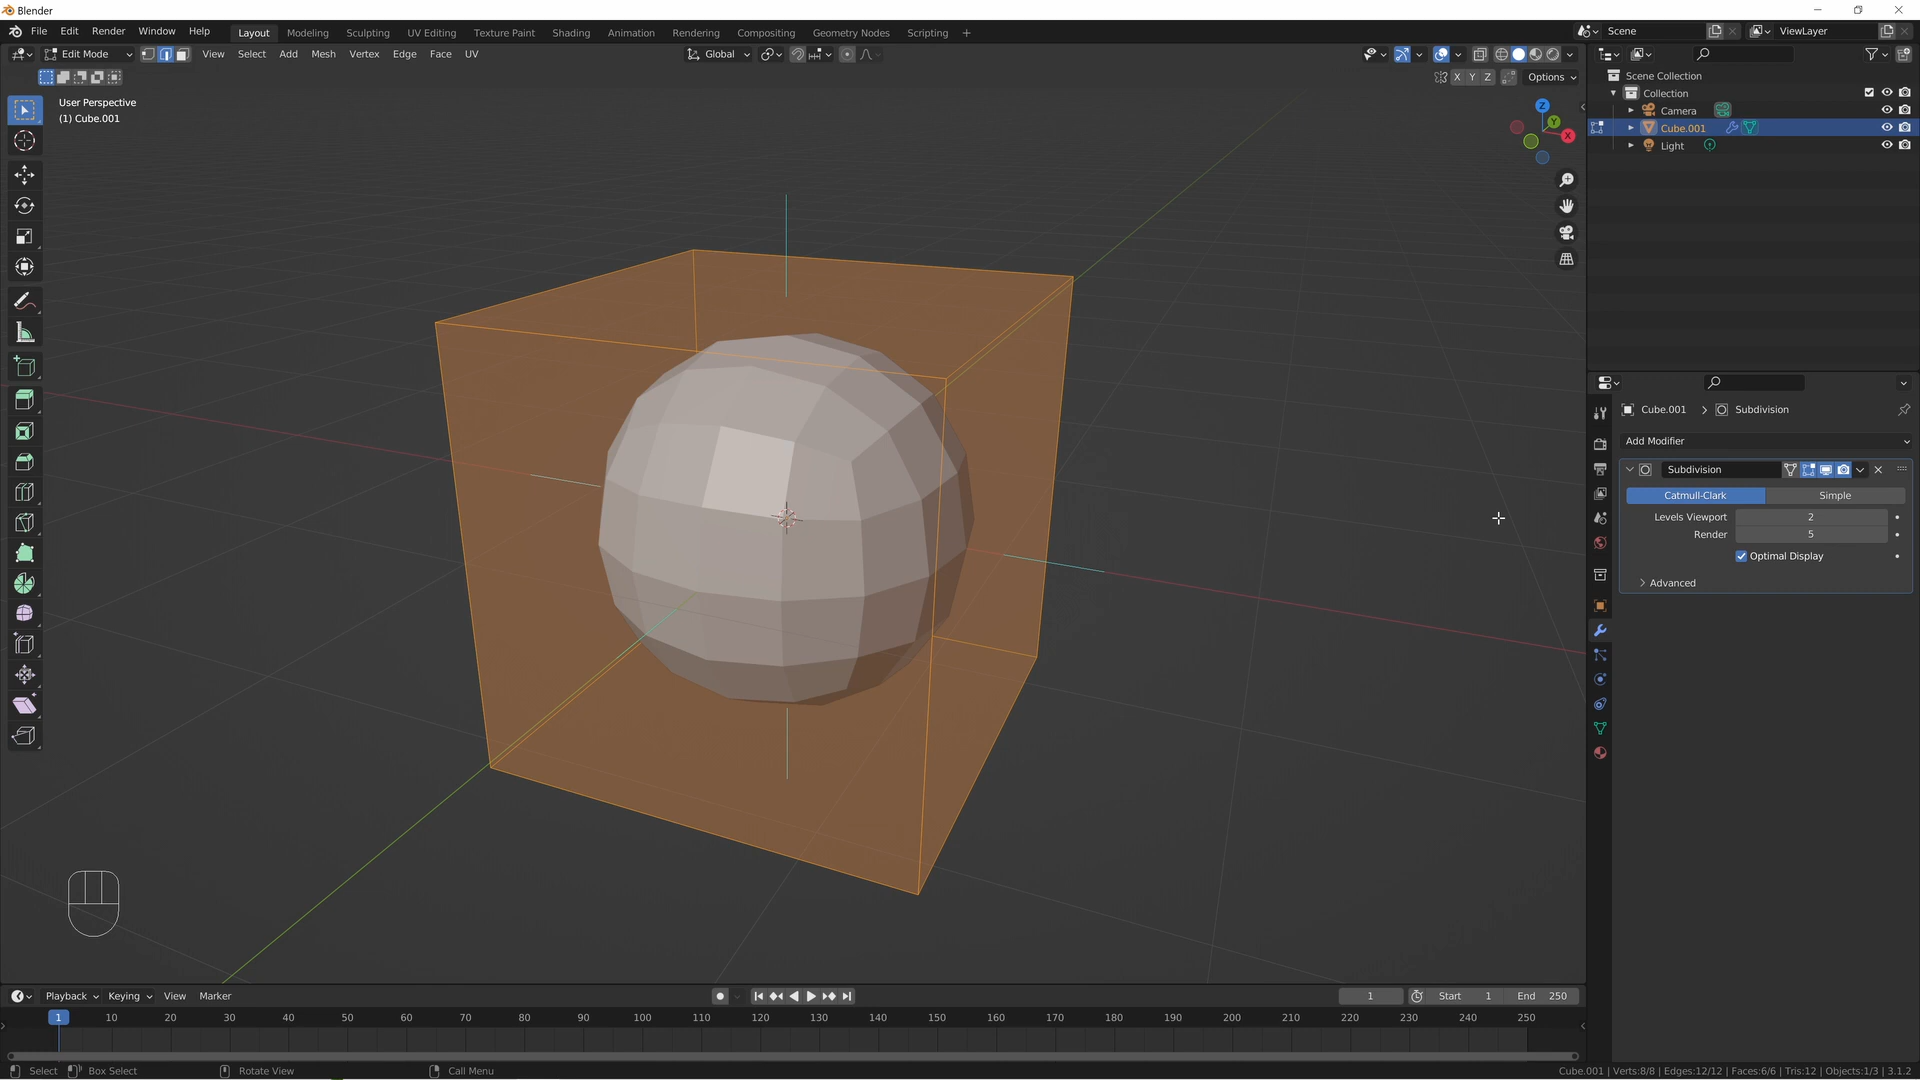 Blender
File Edit Render Window Help Layout Modeling Sculpting UV Editing Texture Paint Shading Animation Rendering Compositing Geometry Nodes Scripting + Scene ViewLayer
Edit Mode View Select Add Mesh Vertex Edge Face UV Global
X Y Z Options
User Perspective
(1) Cube.001
Z
Y
X
Scene Collection
Collection
Camera
Cube.001
Light
Cube.001 > Subdivision
Add Modifier
Subdivision
Catmull-Clark Simple
Levels Viewport 2
Render 5
Optimal Display
Advanced
Playback Keying View Marker 1 Start 1 End 250
1 10 20 30 40 50 60 70 80 90 100 110 120 130 140 150 160 170 180 190 200 210 220 230 240 250
Select Box Select Rotate View Call Menu Cube.001 | Verts:8/8 | Edges:12/12 | Faces:6/6 | Tris:12 | Objects:1/3 | 3.1.2